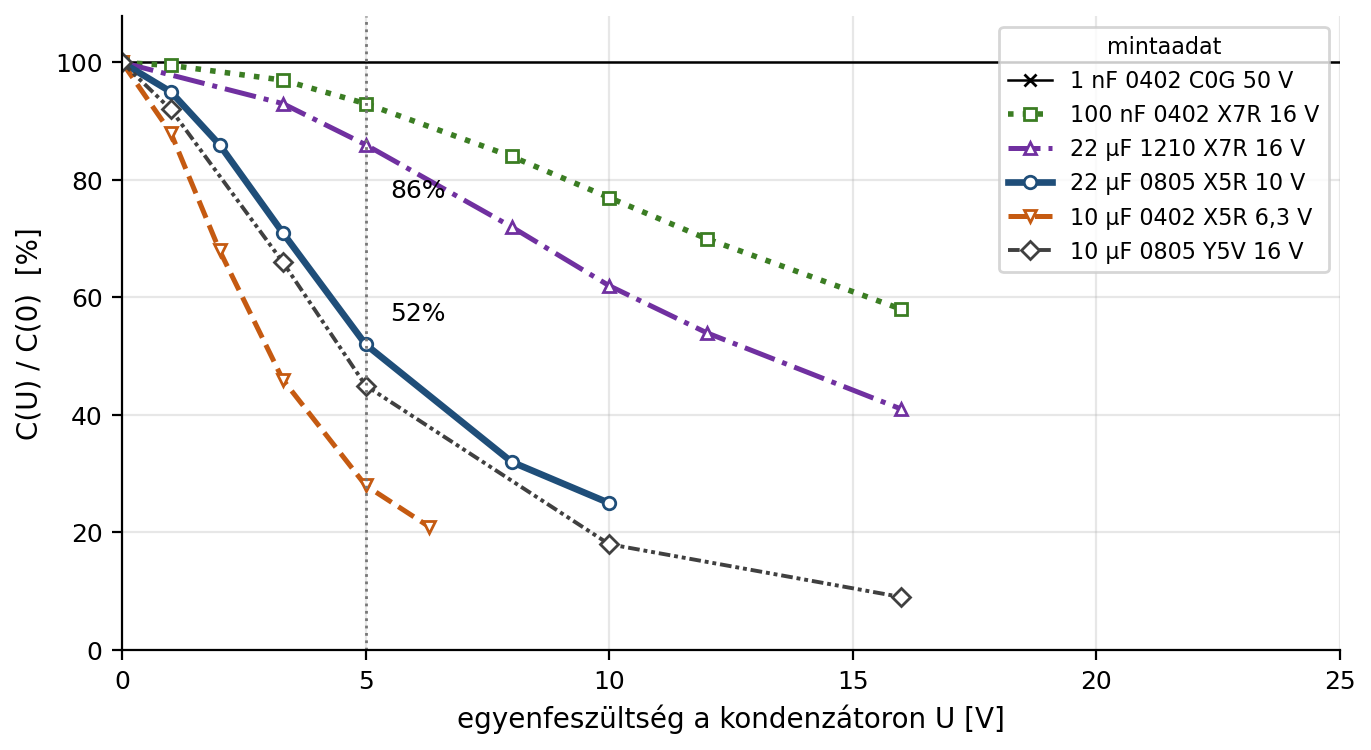 mintaadat
1 nF 0402 C0G 50 V
100 nF 0402 X7R 16 V
22 µF 1210 X7R 16 V
22 µF 0805 X5R 10 V
10 µF 0402 X5R 6,3 V
10 µF 0805 Y5V 16 V
C(U) / C(0) [%]
100
80
60
40
20
0
86%
52%
0 5 10 15 20 25
egyenfeszültség a kondenzátoron U [V]